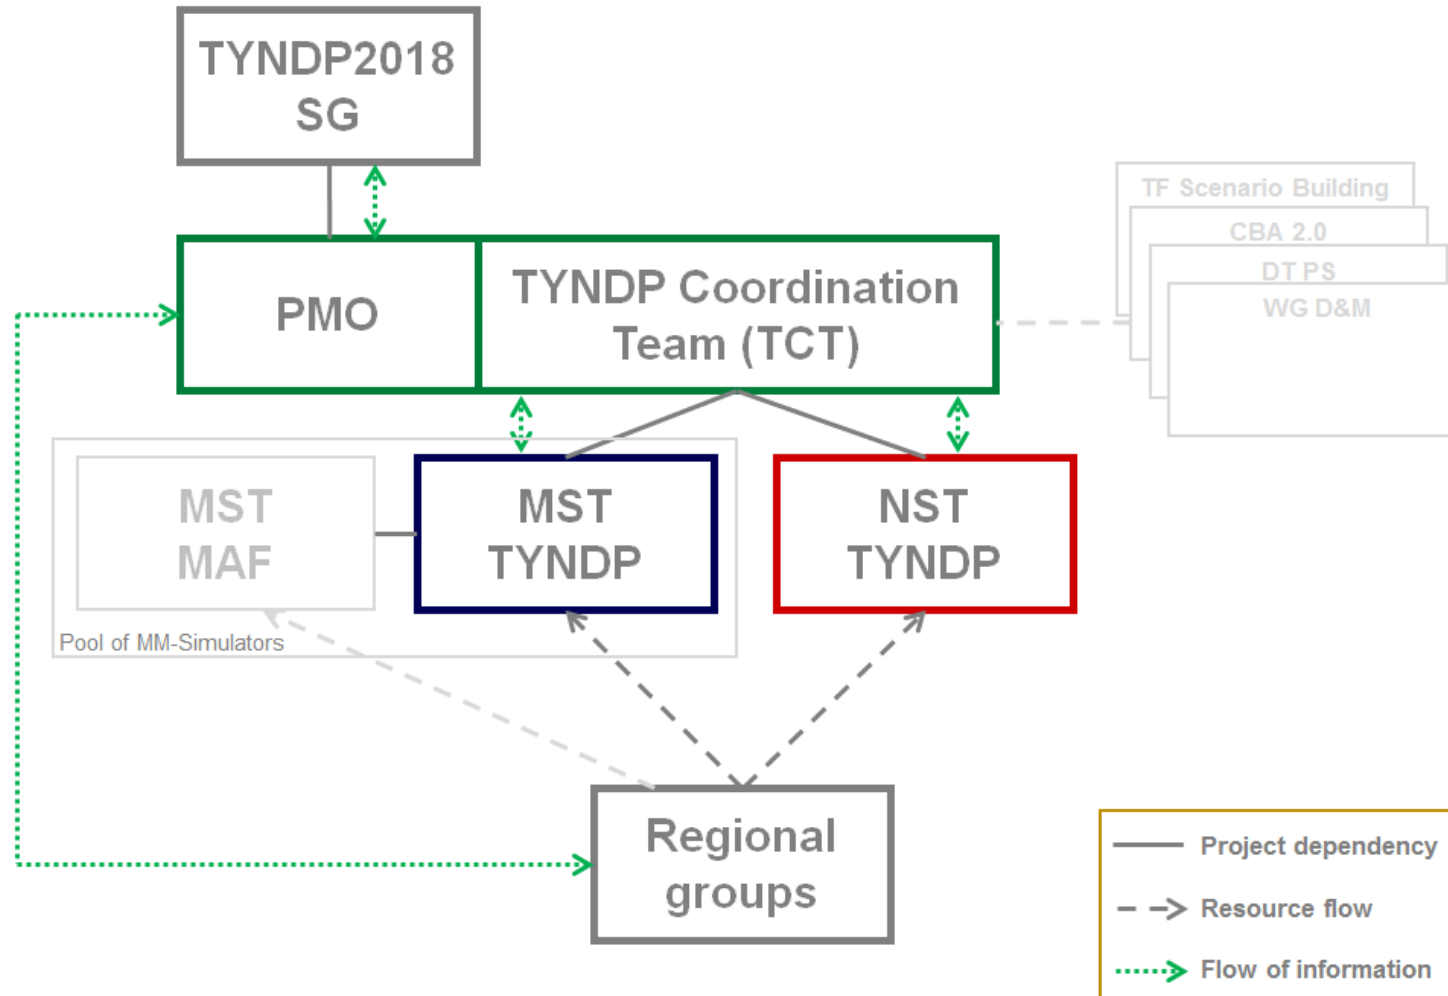 TYNDP2018
SG
TF Scenario Building
CBA 2.0
DT PS
WG D&M
PMO
TYNDP Coordination
Team (TCT)
MST
MAF
MST
TYNDP
NST
TYNDP
Pool of MM-Simulators
Regional
groups
Project dependency
Resource flow
Flow of information